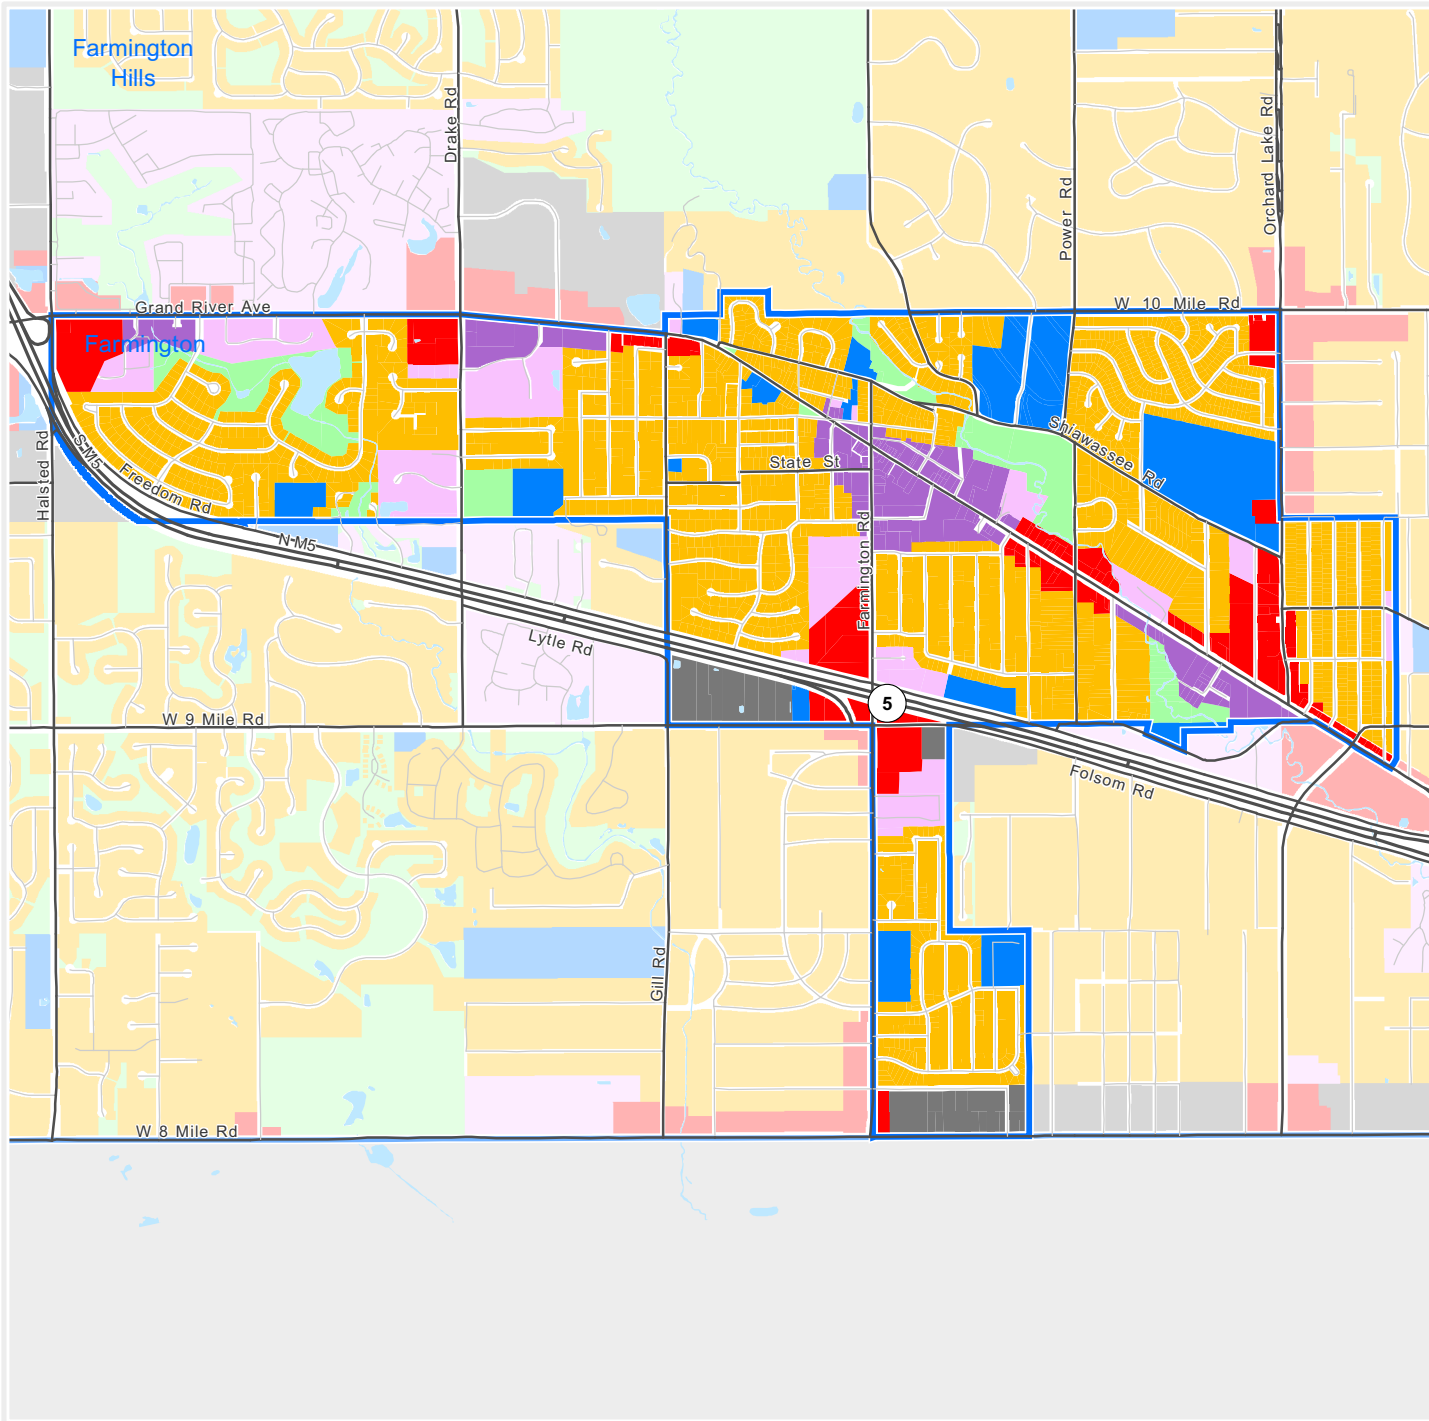 Farmington
Hills
Drake Rd
Orchard Lake Rd
Power Rd
Grand River Ave
W 10 Mile Rd
Farmington
Halsted Rd
S M5
Freedom Rd
State St
Shiawassee Rd
N M5
Farmington Rd
Lytle Rd
5
W 9 Mile Rd
Folsom Rd
Gill Rd
W 8 Mile Rd